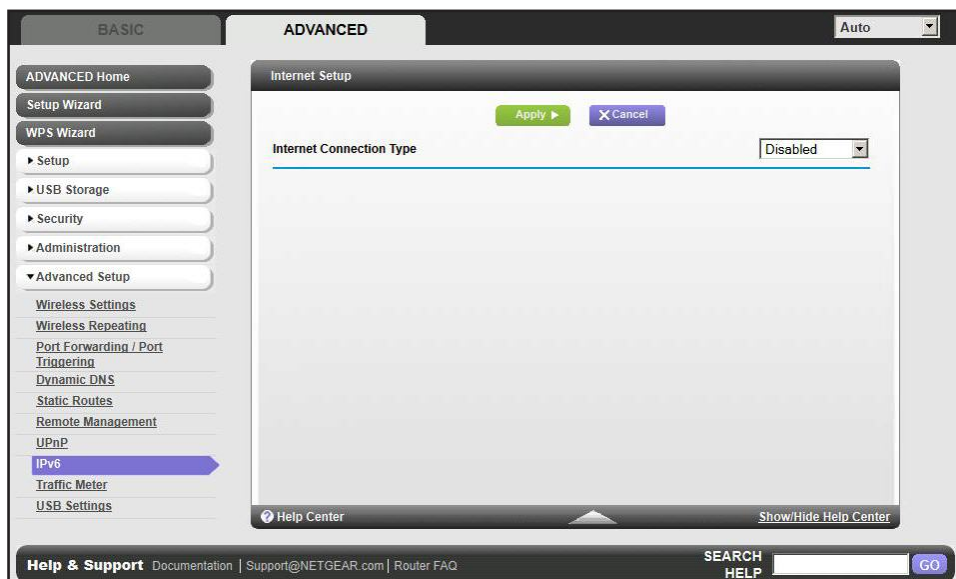 BASIC
ADVANCED
Auto
ADVANCED Home
Setup Wizard
WPS Wizard
Setup
USB Storage
Security
Administration
Advanced Setup
Wireless Settings
Wireless Repeating
Port Forwarding / Port
Triggering
Dynamic DNS
Static Routes
Remote Management
UPnP
IPv6
Traffic Meter
USB Settings
Internet Setup
Apply
Cancel
Internet Connection Type
Disabled
Help Center
Show/Hide Help Center
Help & Support Documentation | Support@NETGEAR.com | Router FAQ
SEARCH
HELP
GO